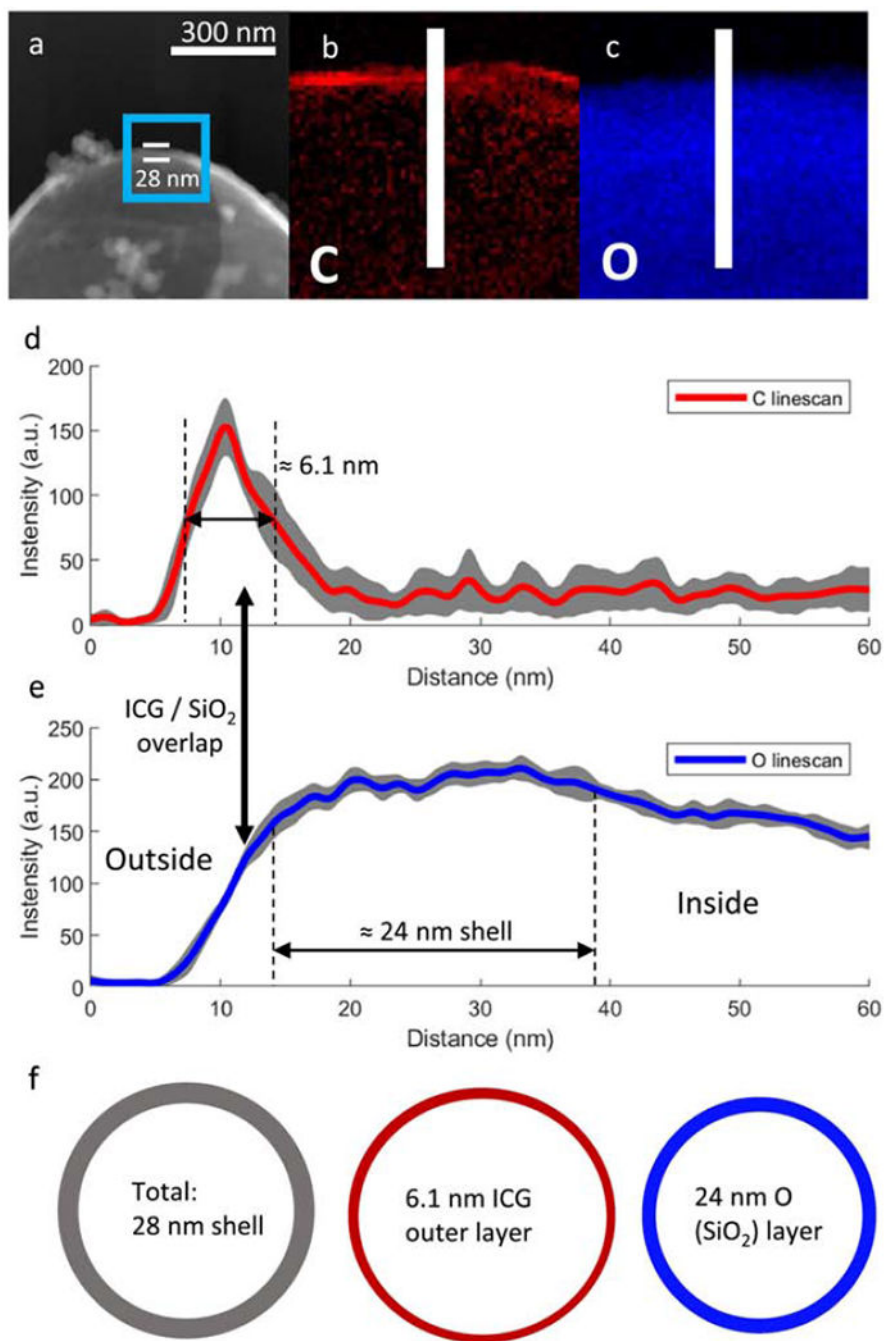 a
300 nm
28 nm
b
C
c
O
d
200
150
100
50
0
Instensity (a.u.)
C linescan
≈ 6.1 nm
0 10 20 30 40 50 60
Distance (nm)
ICG / SiO₂
overlap
e
250
200
150
100
50
0
Instensity (a.u.)
O linescan
Outside
Inside
≈ 24 nm shell
0 10 20 30 40 50 60
Distance (nm)
f
Total:
28 nm shell
6.1 nm ICG
outer layer
24 nm O
(SiO₂) layer